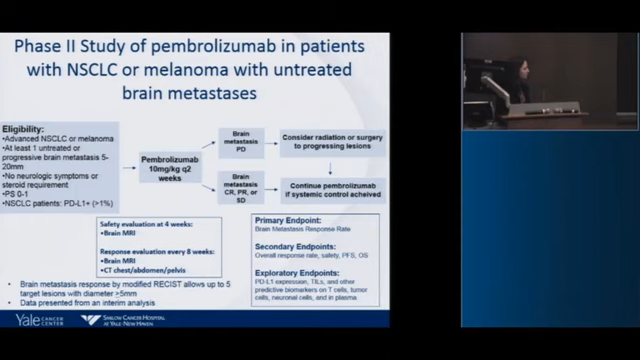 Phase II Study of pembrolizumab in patients
with NSCLC or melanoma with untreated
brain metastases
Eligibility:
•Advanced NSCLC or melanoma
•At least 1 untreated or
progressive brain metastasis 5-
20mm
•No neurologic symptoms or
steroid requirement
•PS 0-1
•NSCLC patients: PD-L1+ (>1%)
Pembrolizumab
10mg/kg q2
weeks
Brain
metastasis
PD
Consider radiation or surgery
to progressing lesions
Brain
metastasis
CR, PR, or
SD
Continue pembrolizumab
if systemic control acheived
Safety evaluation at 4 weeks:
•Brain MRI
Response evaluation every 8 weeks:
•Brain MRI
•CT chest/abdomen/pelvis
Primary Endpoint:
Brain Metastasis Response Rate
Secondary Endpoints:
Overall response rate, safety, PFS, OS
Exploratory Endpoints:
PD-L1 expression, TILs, and other
predictive biomarkers on T cells, tumor
cells, neuronal cells, and in plasma
• Brain metastasis response by modified RECIST allows up to 5
target lesions with diameter ≥5mm
• Data presented from an interim analysis
Yale CANCER CENTER
SMILOW CANCER HOSPITAL
AT YALE-NEW HAVEN